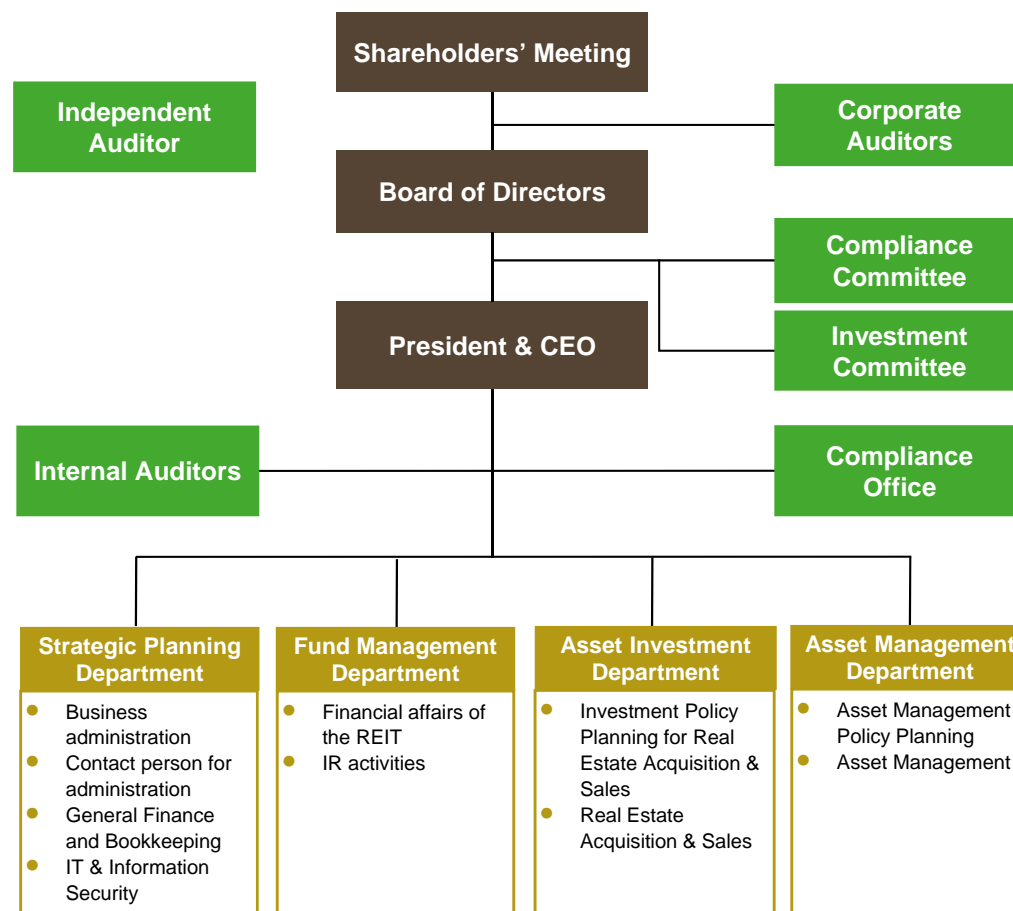 Shareholders’ Meeting
Independent
Auditor
Corporate
Auditors
Board of Directors
Compliance
Committee
President & CEO
Investment
Committee
Internal Auditors
Compliance
Office
Strategic Planning
Department
● Business
administration
● Contact person for
administration
● General Finance
and Bookkeeping
● IT & Information
Security
Fund Management
Department
● Financial affairs of
the REIT
● IR activities
Asset Investment
Department
● Investment Policy
Planning for Real
Estate Acquisition &
Sales
● Real Estate
Acquisition & Sales
Asset Management
Department
● Asset Management
Policy Planning
● Asset Management